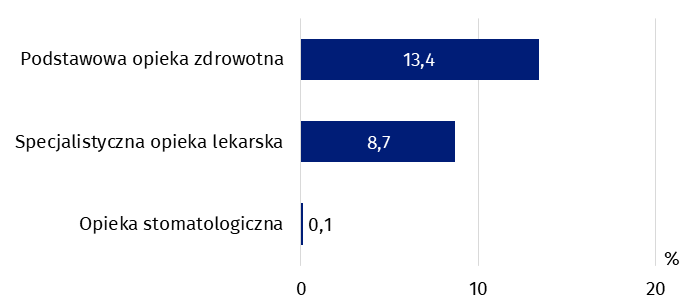 Podstawowa opieka zdrowotna
13,4
Specjalistyczna opieka lekarska
8,7
Opieka stomatologiczna
0,1
%
0
10
20